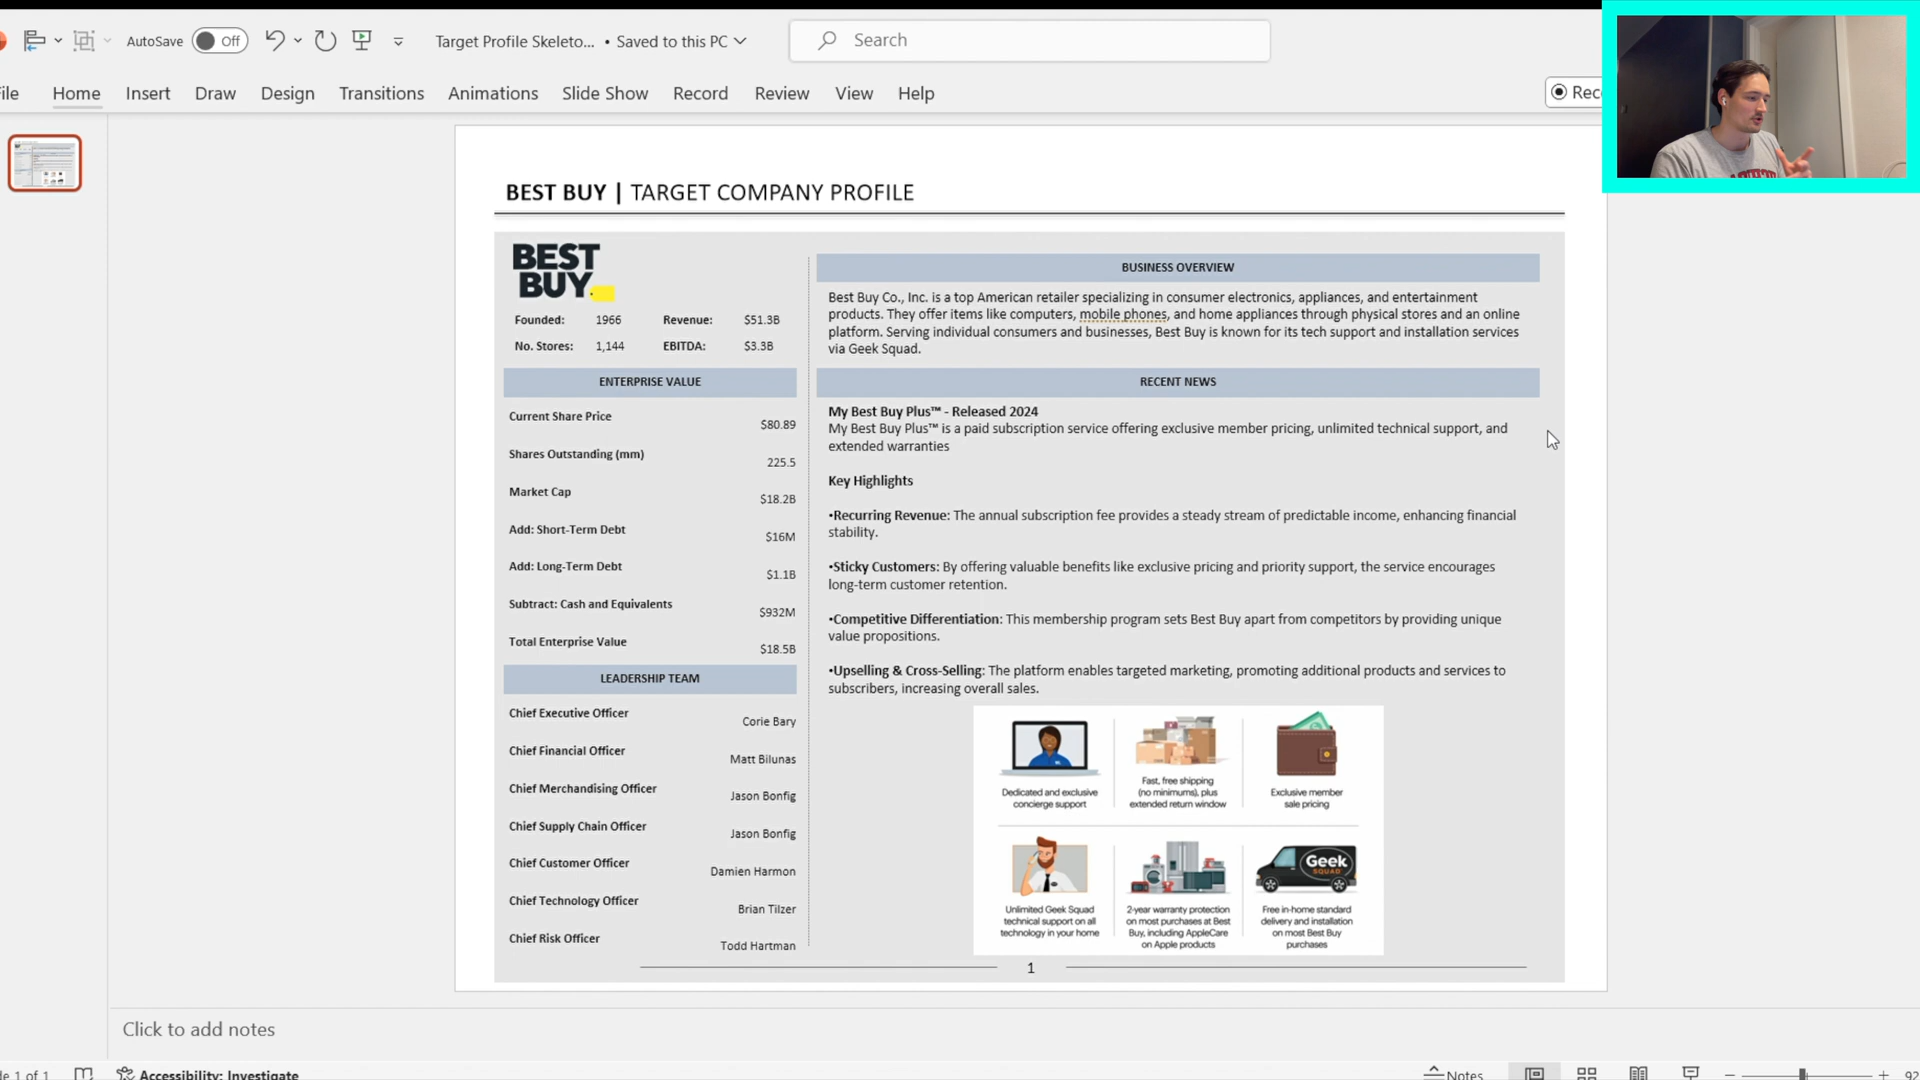 AutoSave Off Target Profile Skeleto... • Saved to this PC Search
Home Insert Draw Design Transitions Animations Slide Show Record Review View Help
BEST BUY | TARGET COMPANY PROFILE
BEST
BUY
Founded: 1966 Revenue: $51.3B
No. Stores: 1,144 EBITDA: $3.3B
ENTERPRISE VALUE
Current Share Price $80.89
Shares Outstanding (mm) 225.5
Market Cap $18.2B
Add: Short-Term Debt $16M
Add: Long-Term Debt $1.1B
Subtract: Cash and Equivalents $932M
Total Enterprise Value $18.5B
LEADERSHIP TEAM
Chief Executive Officer Corie Bary
Chief Financial Officer Matt Bilunas
Chief Merchandising Officer Jason Bonfig
Chief Supply Chain Officer Jason Bonfig
Chief Customer Officer Damien Harmon
Chief Technology Officer Brian Tilzer
Chief Risk Officer Todd Hartman
BUSINESS OVERVIEW
Best Buy Co., Inc. is a top American retailer specializing in consumer electronics, appliances, and entertainment
products. They offer items like computers, mobile phones, and home appliances through physical stores and an online
platform. Serving individual consumers and businesses, Best Buy is known for its tech support and installation services
via Geek Squad.
RECENT NEWS
My Best Buy Plus™ - Released 2024
My Best Buy Plus™ is a paid subscription service offering exclusive member pricing, unlimited technical support, and
extended warranties
Key Highlights
•Recurring Revenue: The annual subscription fee provides a steady stream of predictable income, enhancing financial
stability.
•Sticky Customers: By offering valuable benefits like exclusive pricing and priority support, the service encourages
long-term customer retention.
•Competitive Differentiation: This membership program sets Best Buy apart from competitors by providing unique
value propositions.
•Upselling & Cross-Selling: The platform enables targeted marketing, promoting additional products and services to
subscribers, increasing overall sales.
Dedicated and exclusive
concierge support
Fast, free shipping
(no minimums), plus
extended return window
Exclusive member
sale pricing
Geek
SQUAD
Unlimited Geek Squad
technical support on all
technology in your home
2-year warranty protection
on most purchases at Best
Buy, including AppleCare
on Apple products
Free in-home standard
delivery and installation
on most Best Buy
purchases
1
Click to add notes
1 of 1 Accessibility: Investigate Notes